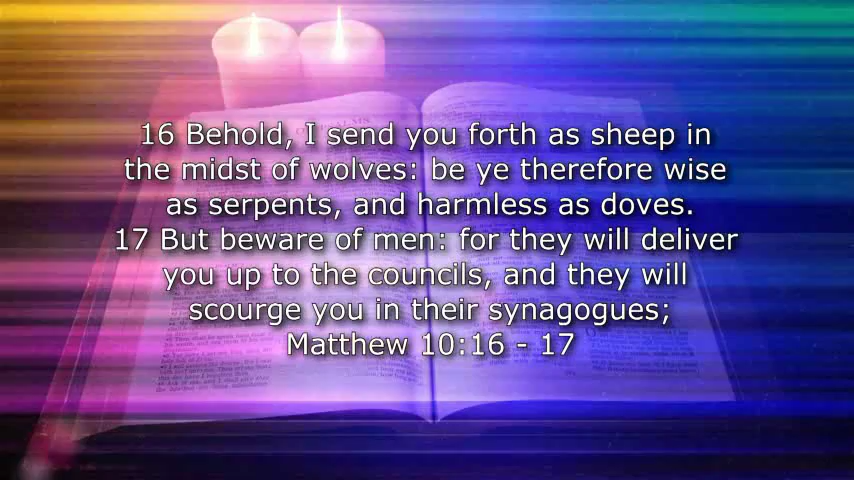 16 Behold, I send you forth as sheep in
the midst of wolves: be ye therefore wise
as serpents, and harmless as doves.
17 But beware of men: for they will deliver
you up to the councils, and they will
scourge you in their synagogues;
Matthew 10:16 - 17